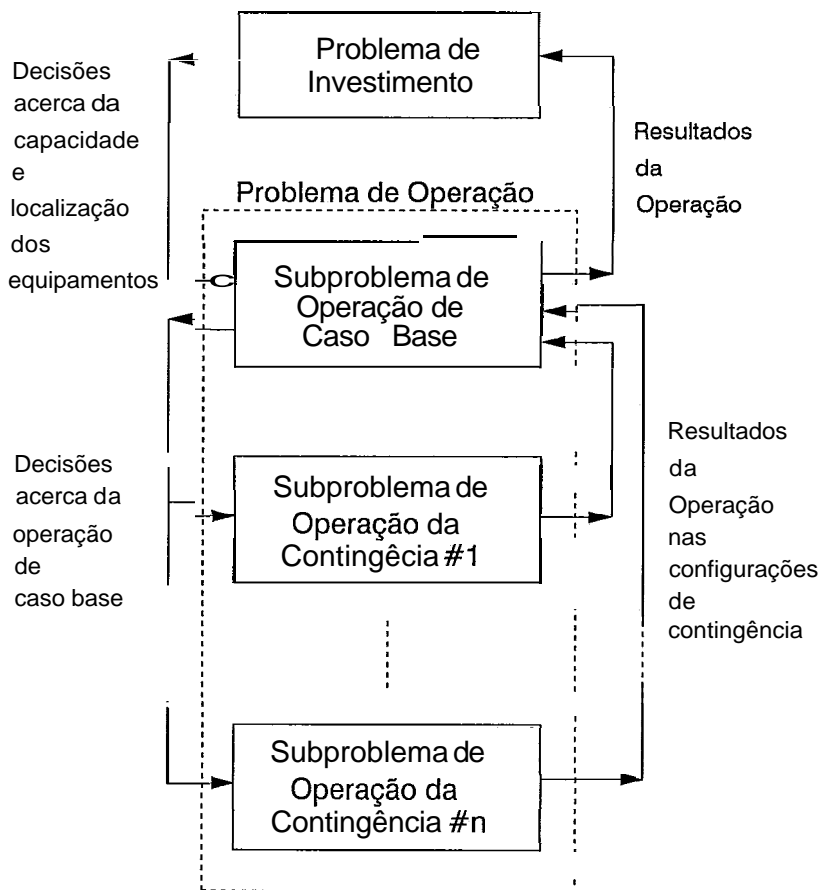 Problema de
Investimento
Decisões
acerca da
capacidade
e
localização
dos
equipamentos
Resultados
da
Operação
Problema de Operação
Subproblema de
Operação de
Caso Base
Decisões
acerca da
operação
de
caso base
Subproblema de
Operação da
Contingêcia #1
Resultados
da
Operação
nas
configurações
de
contingência
Subproblema de
Operação da
Contingência #n